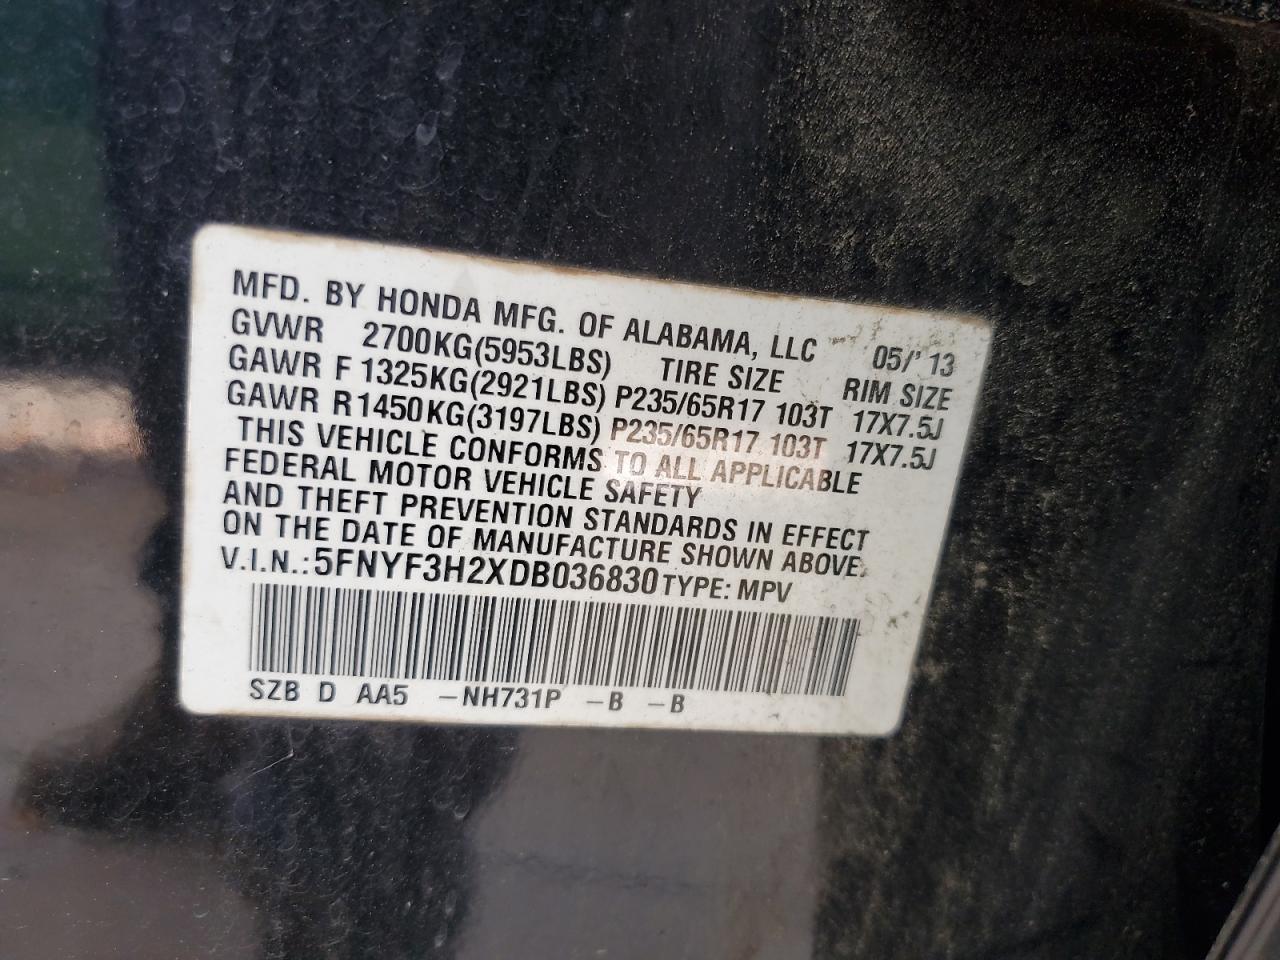 MFD. BY HONDA MFG. OF ALABAMA, LLC 05/'13
GVWR 2700KG(5953LBS) TIRE SIZE RIM SIZE
GAWR F 1325KG(2921LBS) P235/65R17 103T 17X7.5J
GAWR R1450KG(3197LBS) P235/65R17 103T 17X7.5J
THIS VEHICLE CONFORMS TO ALL APPLICABLE
FEDERAL MOTOR VEHICLE SAFETY
AND THEFT PREVENTION STANDARDS IN EFFECT
ON THE DATE OF MANUFACTURE SHOWN ABOVE.
V.I.N.:5FNYF3H2XDB036830 TYPE: MPV
SZB D AA5 -NH731P -B -B